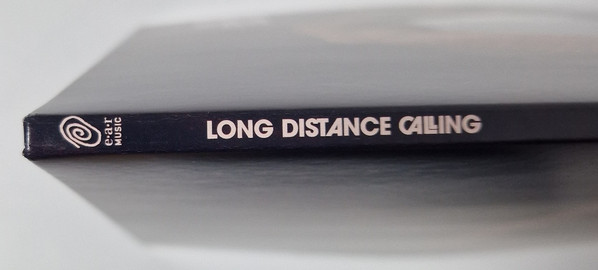 e·a·r
MUSIC
LONG DISTANCE CALLING